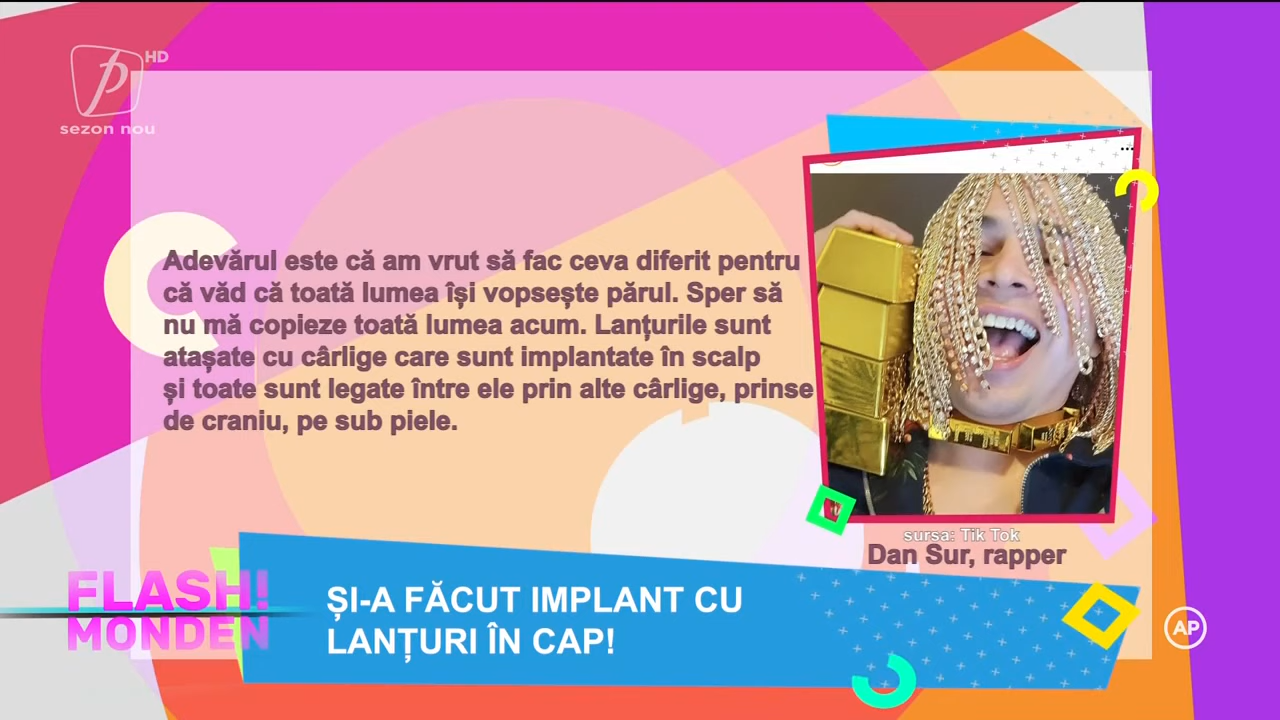 HD
sezon nou
Adevărul este că am vrut să fac ceva diferit pentru
că văd că toată lumea își vopsește părul. Sper să
nu mă copieze toată lumea acum. Lanțurile sunt
atașate cu cârlige care sunt implantate în scalp
și toate sunt legate între ele prin alte cârlige, prinse
de craniu, pe sub piele.
sursa: Tik Tok
Dan Sur, rapper
FLASH!
MONDEN
ȘI-A FĂCUT IMPLANT CU
LANȚURI ÎN CAP!
AP